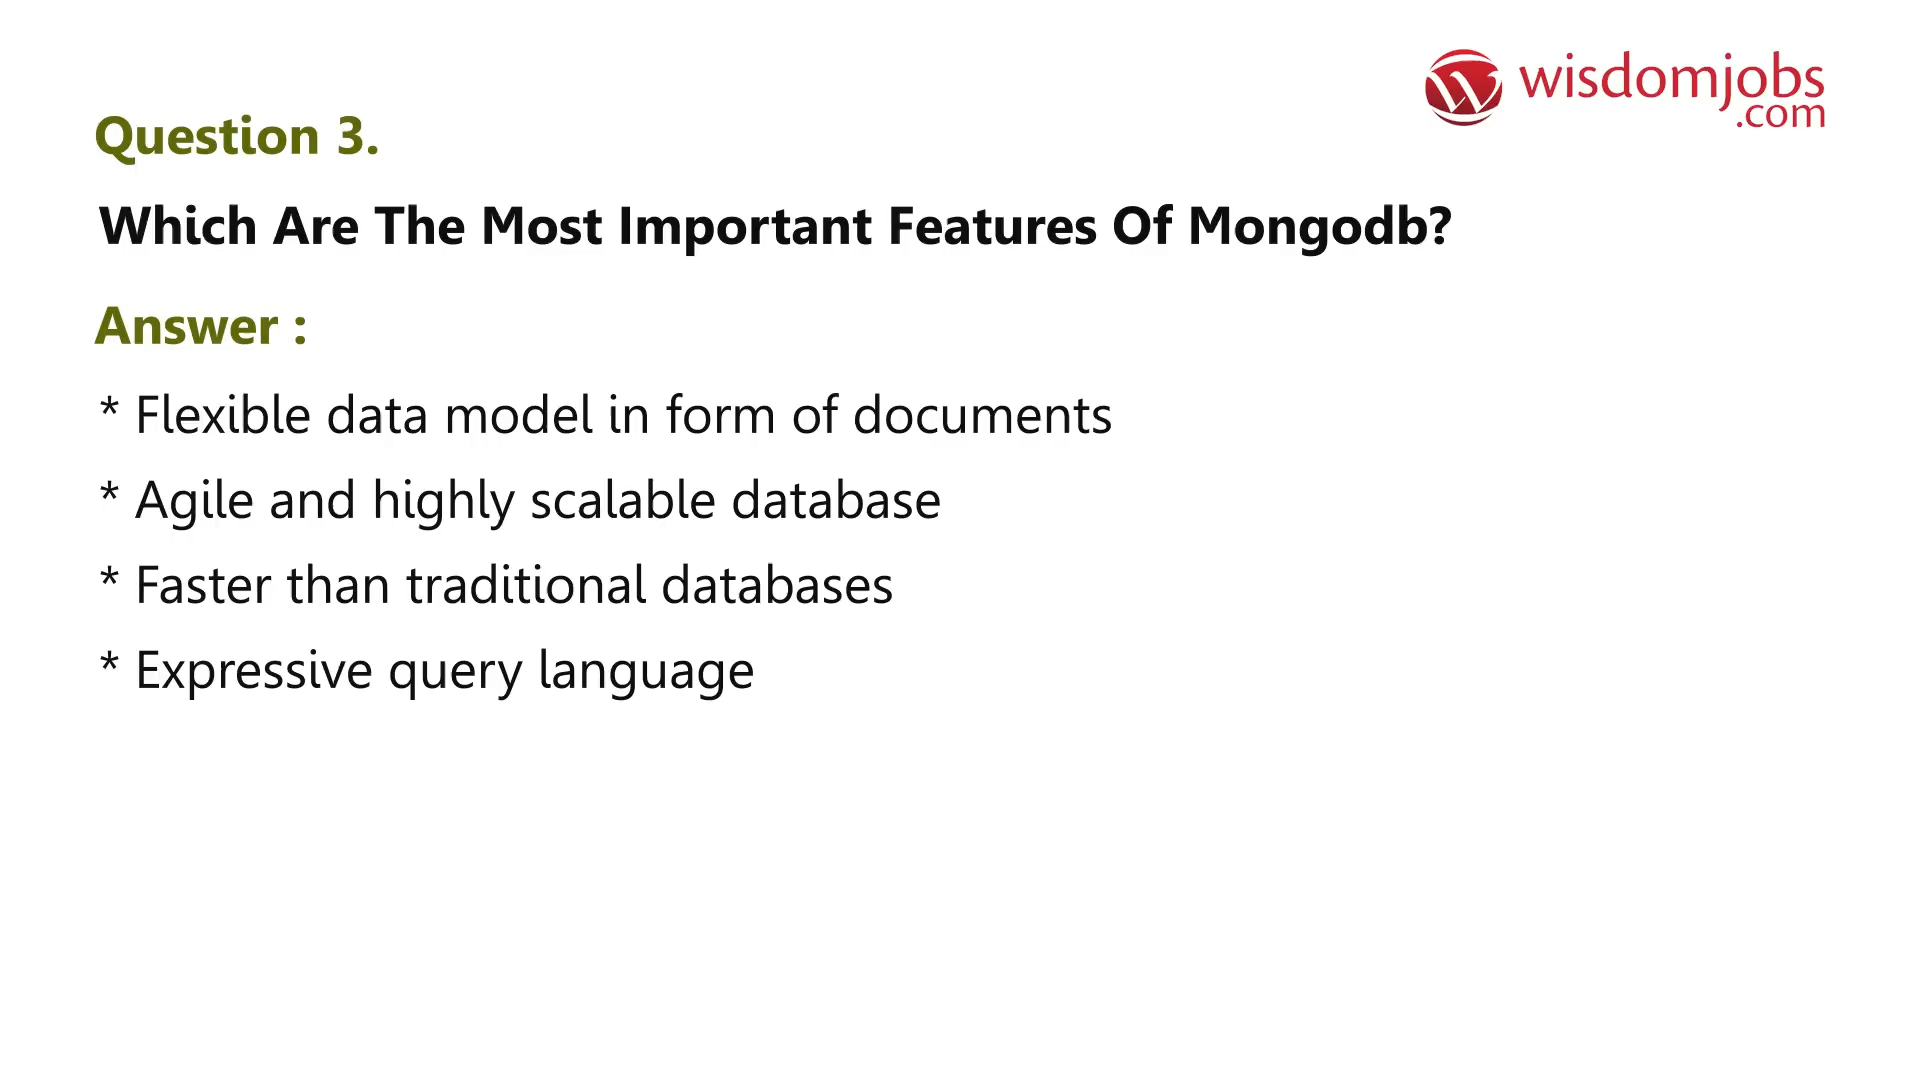 wisdomjobs
.com
Question 3.
Which Are The Most Important Features Of Mongodb?
Answer :
* Flexible data model in form of documents
* Agile and highly scalable database
* Faster than traditional databases
* Expressive query language